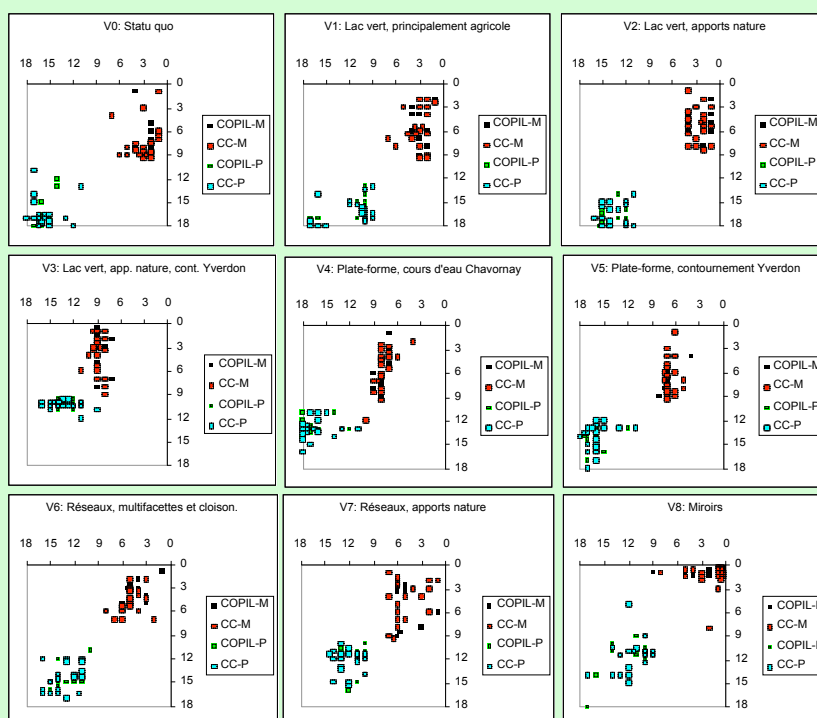 V0: Statu quo
18 15 12 9 6 3 0
0
3
6
9
12
15
18
COPIL-M
CC-M
COPIL-P
CC-P
V1: Lac vert, principalement agricole
18 15 12 9 6 3 0
0
3
6
9
12
15
18
COPIL-M
CC-M
COPIL-P
CC-P
V2: Lac vert, apports nature
18 15 12 9 6 3 0
0
3
6
9
12
15
18
COPIL-M
CC-M
COPIL-P
CC-P
V3: Lac vert, app. nature, cont. Yverdon
18 15 12 9 6 3 0
0
3
6
9
12
15
18
COPIL-M
CC-M
COPIL-P
CC-P
V4: Plate-forme, cours d'eau Chavornay
18 15 12 9 6 3 0
0
3
6
9
12
15
18
COPIL-M
CC-M
COPIL-P
CC-P
V5: Plate-forme, contournement Yverdon
18 15 12 9 6 3 0
0
3
6
9
12
15
18
COPIL-M
CC-M
COPIL-P
CC-P
V6: Réseaux, multifacettes et cloison.
18 15 12 9 6 3 0
0
3
6
9
12
15
18
COPIL-M
CC-M
COPIL-P
CC-P
V7: Réseaux, apports nature
18 15 12 9 6 3 0
0
3
6
9
12
15
18
COPIL-M
CC-M
COPIL-P
CC-P
V8: Miroirs
18 15 12 9 6 3 0
0
3
6
9
12
15
18
COPIL-
CC-M
COPIL-
CC-P